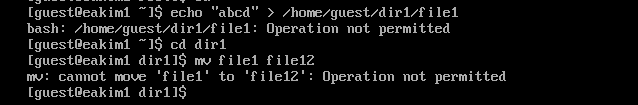 [guest@eakim1 ~]$ echo "abcd" > /home/guest/dir1/file1
bash: /home/guest/dir1/file1: Operation not permitted
[guest@eakim1 ~]$ cd dir1
[guest@eakim1 dir1]$ mv file1 file12
mv: cannot move 'file1' to 'file12': Operation not permitted
[guest@eakim1 dir1]$